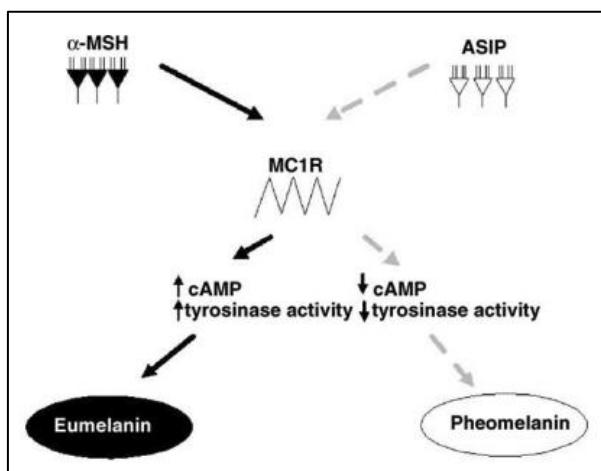 α-MSH
ASIP
MC1R
↑cAMP
↑tyrosinase activity
↓cAMP
↓tyrosinase activity
Eumelanin
Pheomelanin